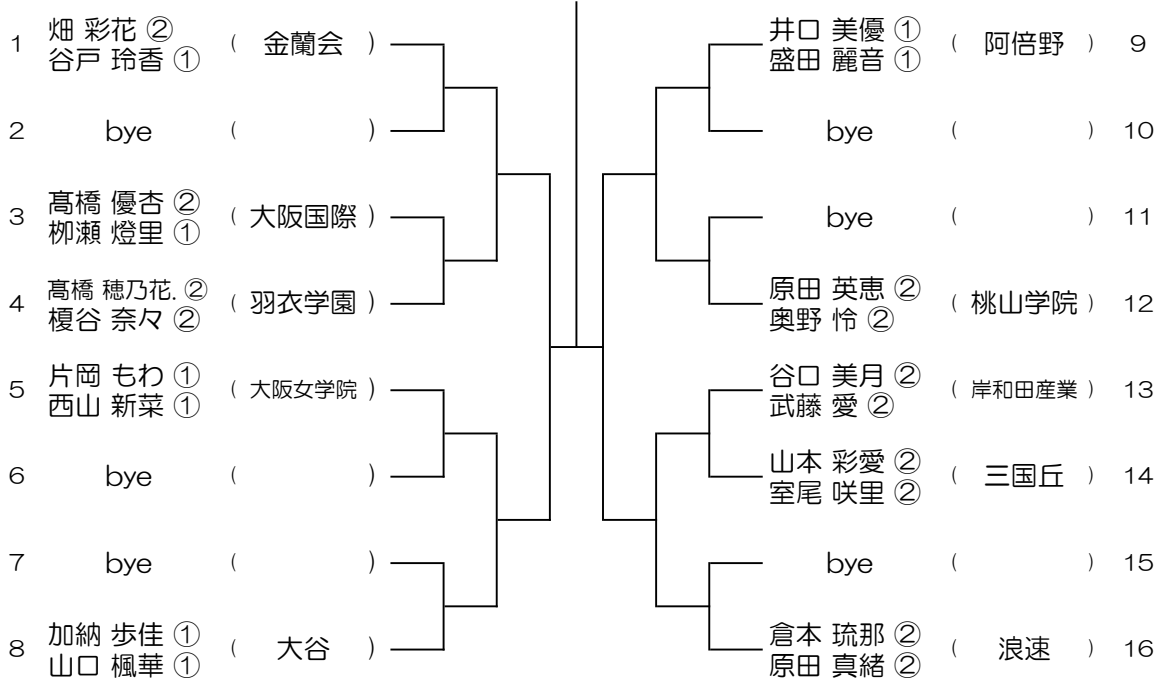 1 畑 彩花 ② ( 金蘭会 )
谷戸 玲香 ①
2 bye ( )
3 髙橋 優杏 ② ( 大阪国際 )
栁瀬 燈里 ①
4 髙橋 穂乃花. ② ( 羽衣学園 )
榎谷 奈々 ②
5 片岡 もわ ① ( 大阪女学院 )
西山 新菜 ①
6 bye ( )
7 bye ( )
8 加納 歩佳 ① ( 大谷 )
山口 楓華 ①
井口 美優 ① ( 阿倍野 ) 9
盛田 麗音 ①
bye ( ) 10
bye ( ) 11
原田 英恵 ② ( 桃山学院 ) 12
奥野 怜 ②
谷口 美月 ② ( 岸和田産業 ) 13
武藤 愛 ②
山本 彩愛 ② ( 三国丘 ) 14
室尾 咲里 ②
bye ( ) 15
倉本 琉那 ② ( 浪速 ) 16
原田 真緒 ②